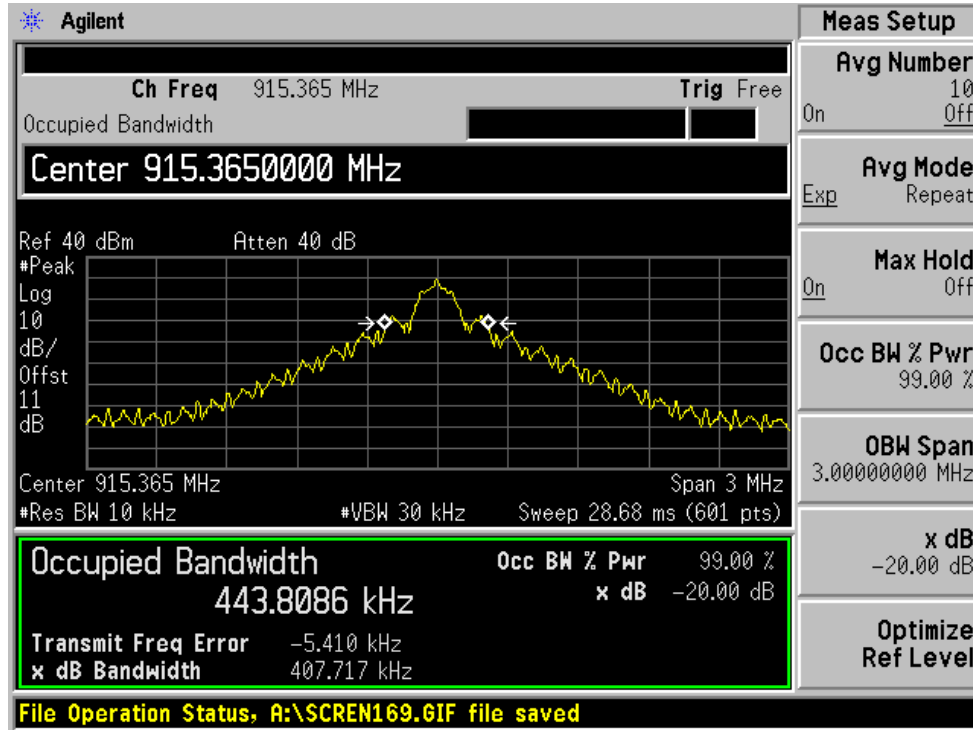 Agilent
Meas Setup
Ch Freq 915.365 MHz Trig Free
Occupied Bandwidth
Center 915.3650000 MHz
Ref 40 dBm Atten 40 dB
#Peak
Log
10
dB/
Offst
11
dB
Center 915.365 MHz Span 3 MHz
#Res BW 10 kHz #VBW 30 kHz Sweep 28.68 ms (601 pts)
Occupied Bandwidth
443.8086 kHz
Occ BW % Pwr 99.00 %
x dB -20.00 dB
Transmit Freq Error -5.410 kHz
x dB Bandwidth 407.717 kHz
File Operation Status, A:\SCREN169.GIF file saved
Avg Number
10
On Off
Avg Mode
Exp Repeat
Max Hold
On Off
Occ BW % Pwr
99.00 %
OBW Span
3.00000000 MHz
x dB
-20.00 dB
Optimize
Ref Level